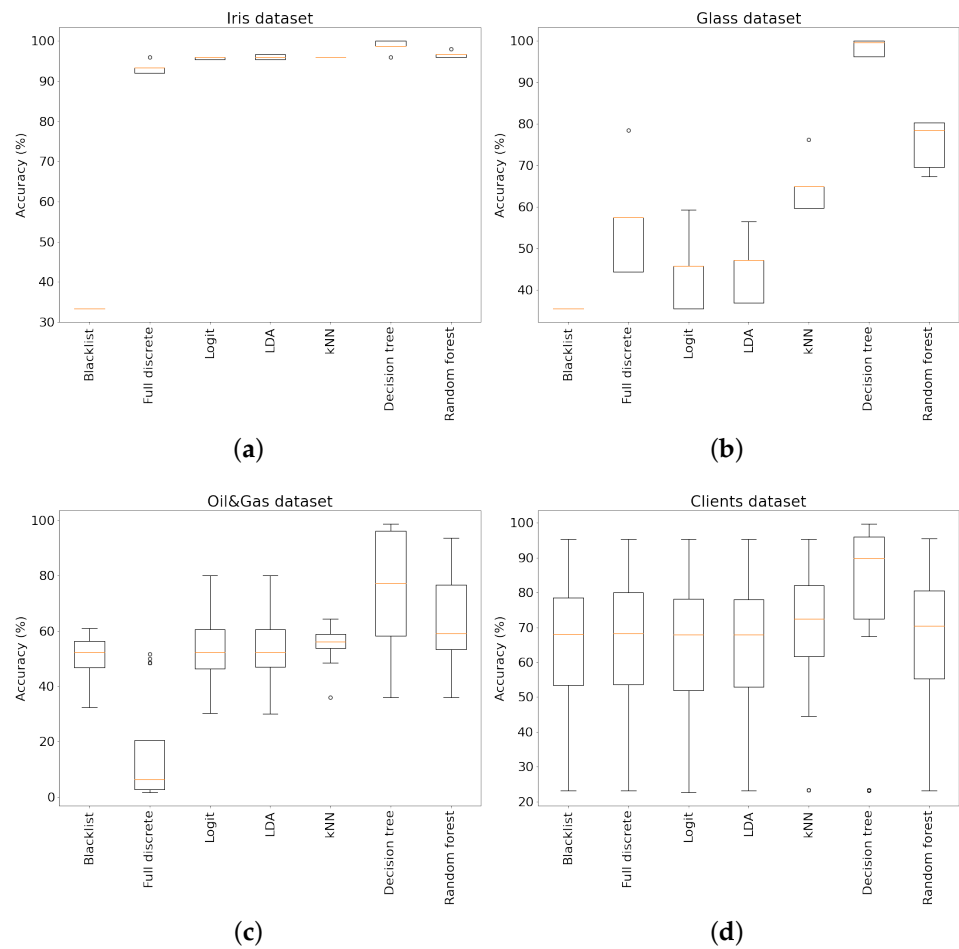 Iris dataset
Accuracy (%)
100
90
80
70
60
50
40
30
Blacklist
Full discrete
Logit
LDA
kNN
Decision tree
Random forest
(a)
Glass dataset
Accuracy (%)
100
90
80
70
60
50
40
Blacklist
Full discrete
Logit
LDA
kNN
Decision tree
Random forest
(b)
Oil&Gas dataset
Accuracy (%)
100
80
60
40
20
0
Blacklist
Full discrete
Logit
LDA
kNN
Decision tree
Random forest
(c)
Clients dataset
Accuracy (%)
100
90
80
70
60
50
40
30
20
Blacklist
Full discrete
Logit
LDA
kNN
Decision tree
Random forest
(d)